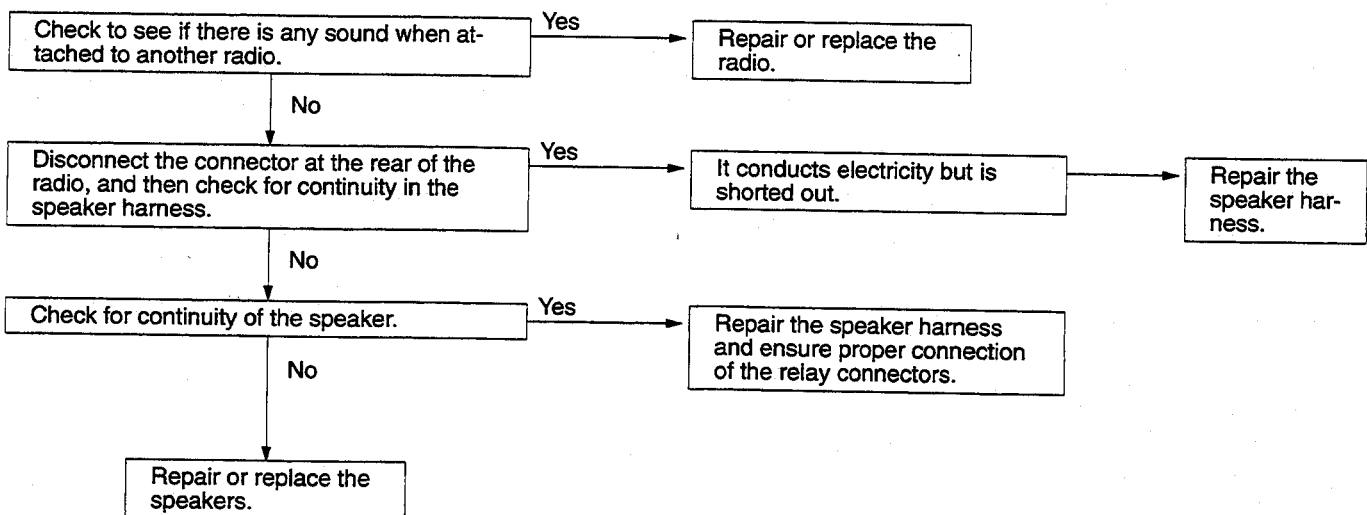 Check to see if there is any sound when at-
tached to another radio.
Yes
Repair or replace the
radio.
No
Disconnect the connector at the rear of the
radio, and then check for continuity in the
speaker harness.
Yes
It conducts electricity but is
shorted out.
Repair the
speaker har-
ness.
No
Check for continuity of the speaker.
Yes
Repair the speaker harness
and ensure proper connection
of the relay connectors.
No
Repair or replace the
speakers.